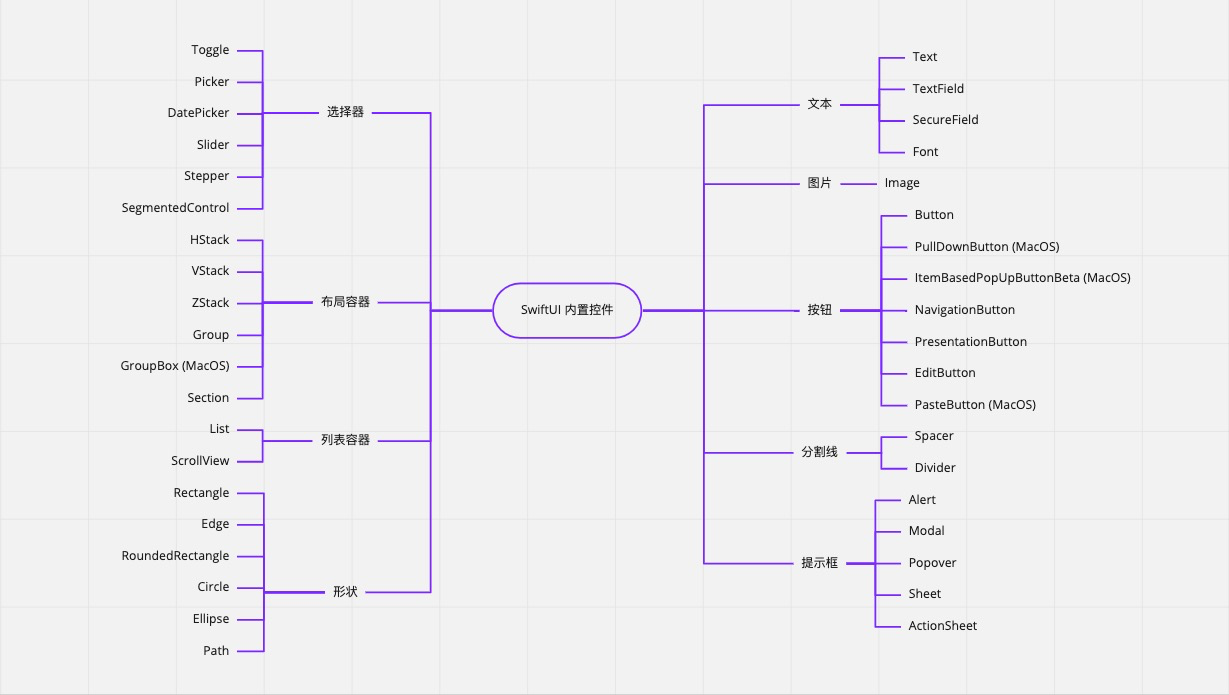 SwiftUI 内置控件
选择器
Toggle
Picker
DatePicker
Slider
Stepper
SegmentedControl
布局容器
HStack
VStack
ZStack
Group
GroupBox (MacOS)
Section
列表容器
List
ScrollView
形状
Rectangle
Edge
RoundedRectangle
Circle
Ellipse
Path
文本
Text
TextField
SecureField
Font
图片
Image
按钮
Button
PullDownButton (MacOS)
ItemBasedPopUpButtonBeta (MacOS)
NavigationButton
PresentationButton
EditButton
PasteButton (MacOS)
分割线
Spacer
Divider
提示框
Alert
Modal
Popover
Sheet
ActionSheet